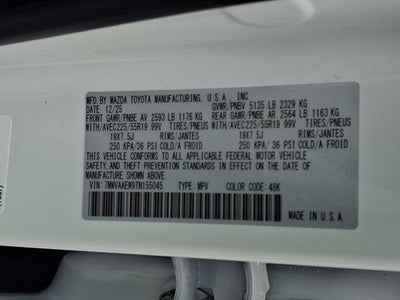 MFD. BY MAZDA TOYOTA MANUFACTURING, U.S.A., INC.
DATE: 12/25 GVWR/PNBV 5135 LB 2329 KG
FRONT GAWR/PNBE AV 2593 LB 1176 KG REAR GAWR/PNBE AR 2564 LB 1163 KG
WITH/AVEC225/55R19 99V TIRES/PNEUS WITH/AVEC225/55R19 99V TIRES/PNEUS
19X7.5J RIMS/JANTES 19X7.5J RIMS/JANTES
250 KPA/36 PSI COLD/A FROID 250 KPA/36 PSI COLD/A FROID
THIS VEHICLE CONFORMS TO ALL APPLICABLE FEDERAL MOTOR VEHICLE
SAFETY, AND THEFT PREVENTION STANDARDS IN EFFECT ON THE DATE OF
MANUFACTURE SHOWN ABOVE.
VIN: 7MMVAAEW9TN155045 TYPE: MPV COLOR CODE: 48K
MADE IN U.S.A.